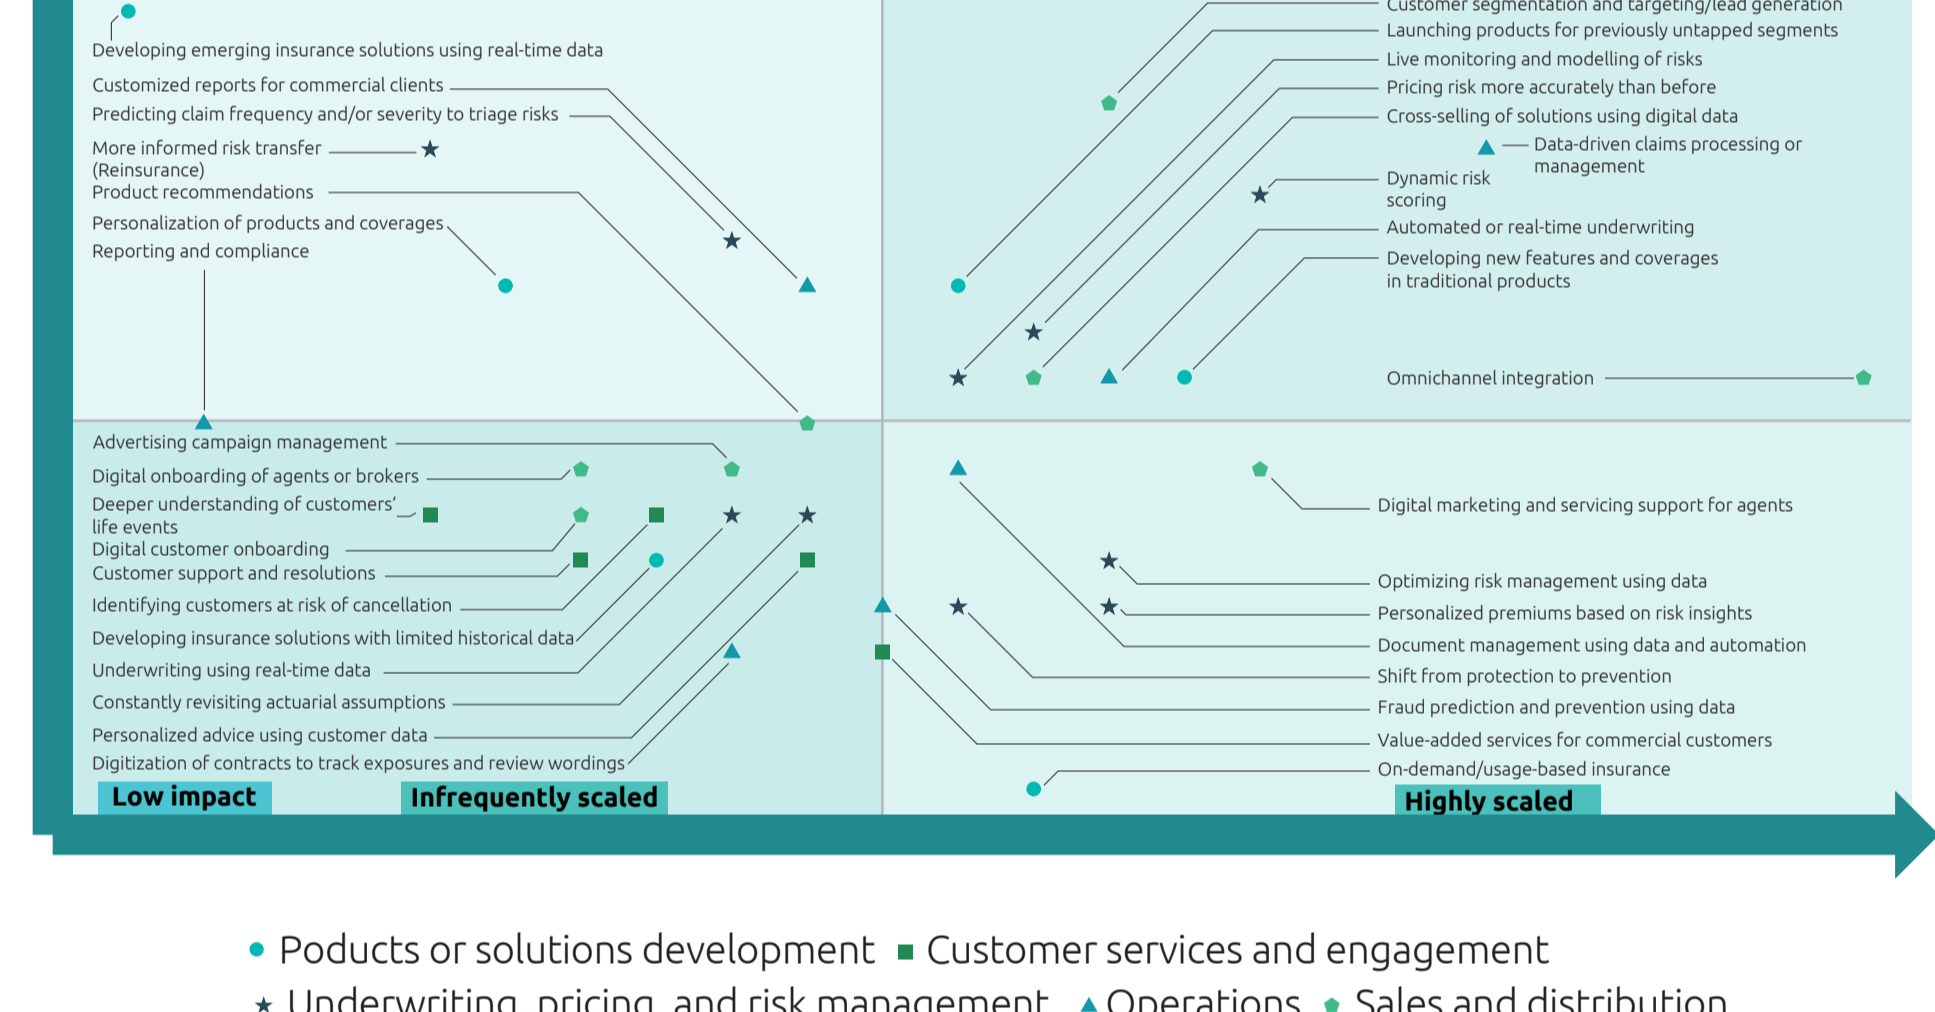 Developing emerging insurance solutions using real-time data
Customized reports for commercial clients
Predicting claim frequency and/or severity to triage risks
More informed risk transfer
(Reinsurance)
Product recommendations
Personalization of products and coverages
Reporting and compliance
Customer segmentation and targeting/lead generation
Launching products for previously untapped segments
Live monitoring and modelling of risks
Pricing risk more accurately than before
Cross-selling of solutions using digital data
Data-driven claims processing or
management
Dynamic risk
scoring
Automated or real-time underwriting
Developing new features and coverages
in traditional products
Omnichannel integration
Advertising campaign management
Digital onboarding of agents or brokers
Deeper understanding of customers’
life events
Digital customer onboarding
Customer support and resolutions
Identifying customers at risk of cancellation
Developing insurance solutions with limited historical data
Underwriting using real-time data
Constantly revisiting actuarial assumptions
Personalized advice using customer data
Digitization of contracts to track exposures and review wordings
Low impact
Infrequently scaled
Digital marketing and servicing support for agents
Optimizing risk management using data
Personalized premiums based on risk insights
Document management using data and automation
Shift from protection to prevention
Fraud prediction and prevention using data
Value-added services for commercial customers
On-demand/usage-based insurance
Highly scaled
Poducts or solutions development
Customer services and engagement
Underwriting, pricing, and risk management
Operations
Sales and distribution